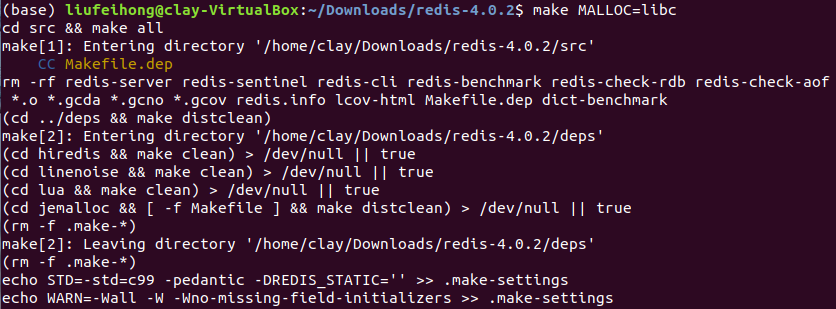 (base) liufeihong@clay-VirtualBox:~/Downloads/redis-4.0.2$ make MALLOC=libc
cd src && make all
make[1]: Entering directory '/home/clay/Downloads/redis-4.0.2/src'
    CC Makefile.dep
rm -rf redis-server redis-sentinel redis-cli redis-benchmark redis-check-rdb redis-check-aof
 *.o *.gcda *.gcno *.gcov redis.info lcov-html Makefile.dep dict-benchmark
(cd ../deps && make distclean)
make[2]: Entering directory '/home/clay/Downloads/redis-4.0.2/deps'
(cd hiredis && make clean) > /dev/null || true
(cd linenoise && make clean) > /dev/null || true
(cd lua && make clean) > /dev/null || true
(cd jemalloc && [ -f Makefile ] && make distclean) > /dev/null || true
(rm -f .make-*)
make[2]: Leaving directory '/home/clay/Downloads/redis-4.0.2/deps'
(rm -f .make-*)
echo STD=-std=c99 -pedantic -DREDIS_STATIC='' >> .make-settings
echo WARN=-Wall -W -Wno-missing-field-initializers >> .make-settings